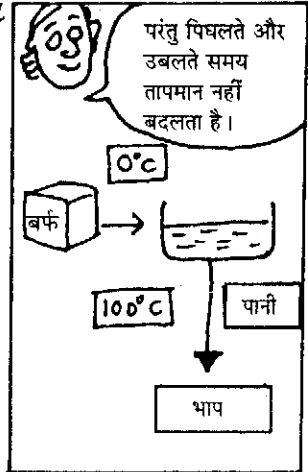 परंतु पिघलते और
उबलते समय
तापमान नहीं
बदलता है।
0°C
बर्फ
100°C
पानी
भाप